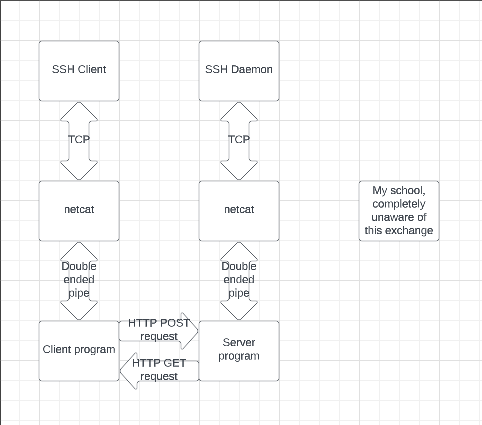 SSH Client
SSH Daemon
TCP
TCP
netcat
netcat
My school,
completely
unaware of
this exchange
Double
ended
pipe
Double
ended
pipe
Client program
HTTP POST
request
HTTP GET
request
Server
program